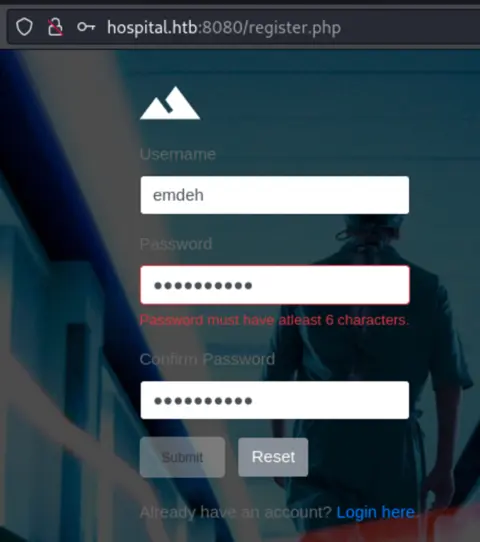 hospital.htb:8080/register.php
Username
emdeh
Password
Password must have atleast 6 characters.
Confirm Password
Submit Reset
Already have an account? Login here